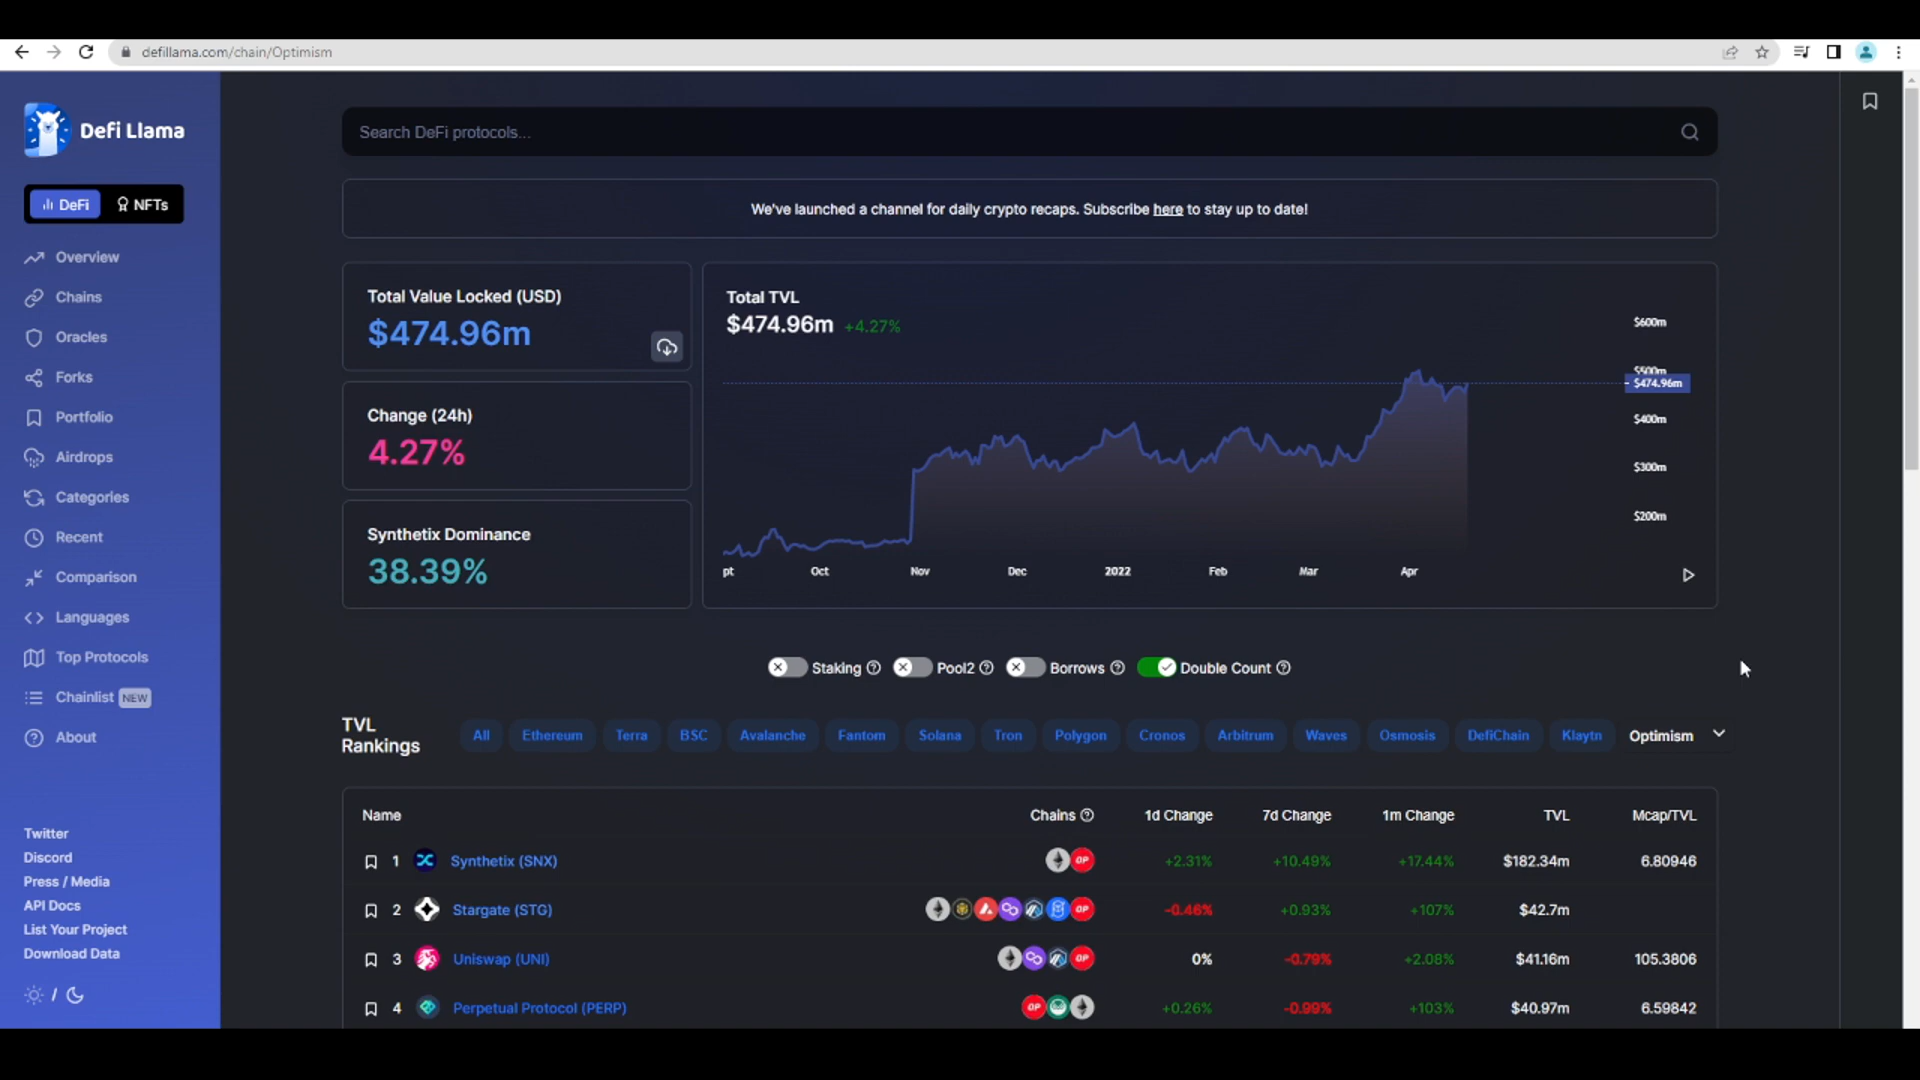 defillama.com/chain/Optimism
Defi Llama
DeFi NFTs
Overview
Chains
Oracles
Forks
Portfolio
Airdrops
Categories
Recent
Comparison
Languages
Top Protocols
Chainlist NEW
About
Twitter
Discord
Press / Media
API Docs
List Your Project
Download Data
/
Search DeFi protocols...
We've launched a channel for daily crypto recaps. Subscribe here to stay up to date!
Total Value Locked (USD)
$474.96m
Change (24h)
4.27%
Synthetix Dominance
38.39%
Total TVL
$474.96m +4.27%
$600m
$500m
$474.96m
$400m
$300m
$200m
pt Oct Nov Dec 2022 Feb Mar Apr
Staking Pool2 Borrows Double Count
TVL
Rankings
All Ethereum Terra BSC Avalanche Fantom Solana Tron Polygon Cronos Arbitrum Waves Osmosis DefiChain Klaytn Optimism
Name Chains 1d Change 7d Change 1m Change TVL Mcap/TVL
1 Synthetix (SNX) OP +2.31% +10.49% +17.44% $182.34m 6.80946
2 Stargate (STG) OP -0.46% +0.93% +107% $42.7m
3 Uniswap (UNI) OP 0% -0.79% +2.08% $41.16m 105.3806
4 Perpetual Protocol (PERP) OP +0.26% -0.99% +103% $40.97m 6.59842